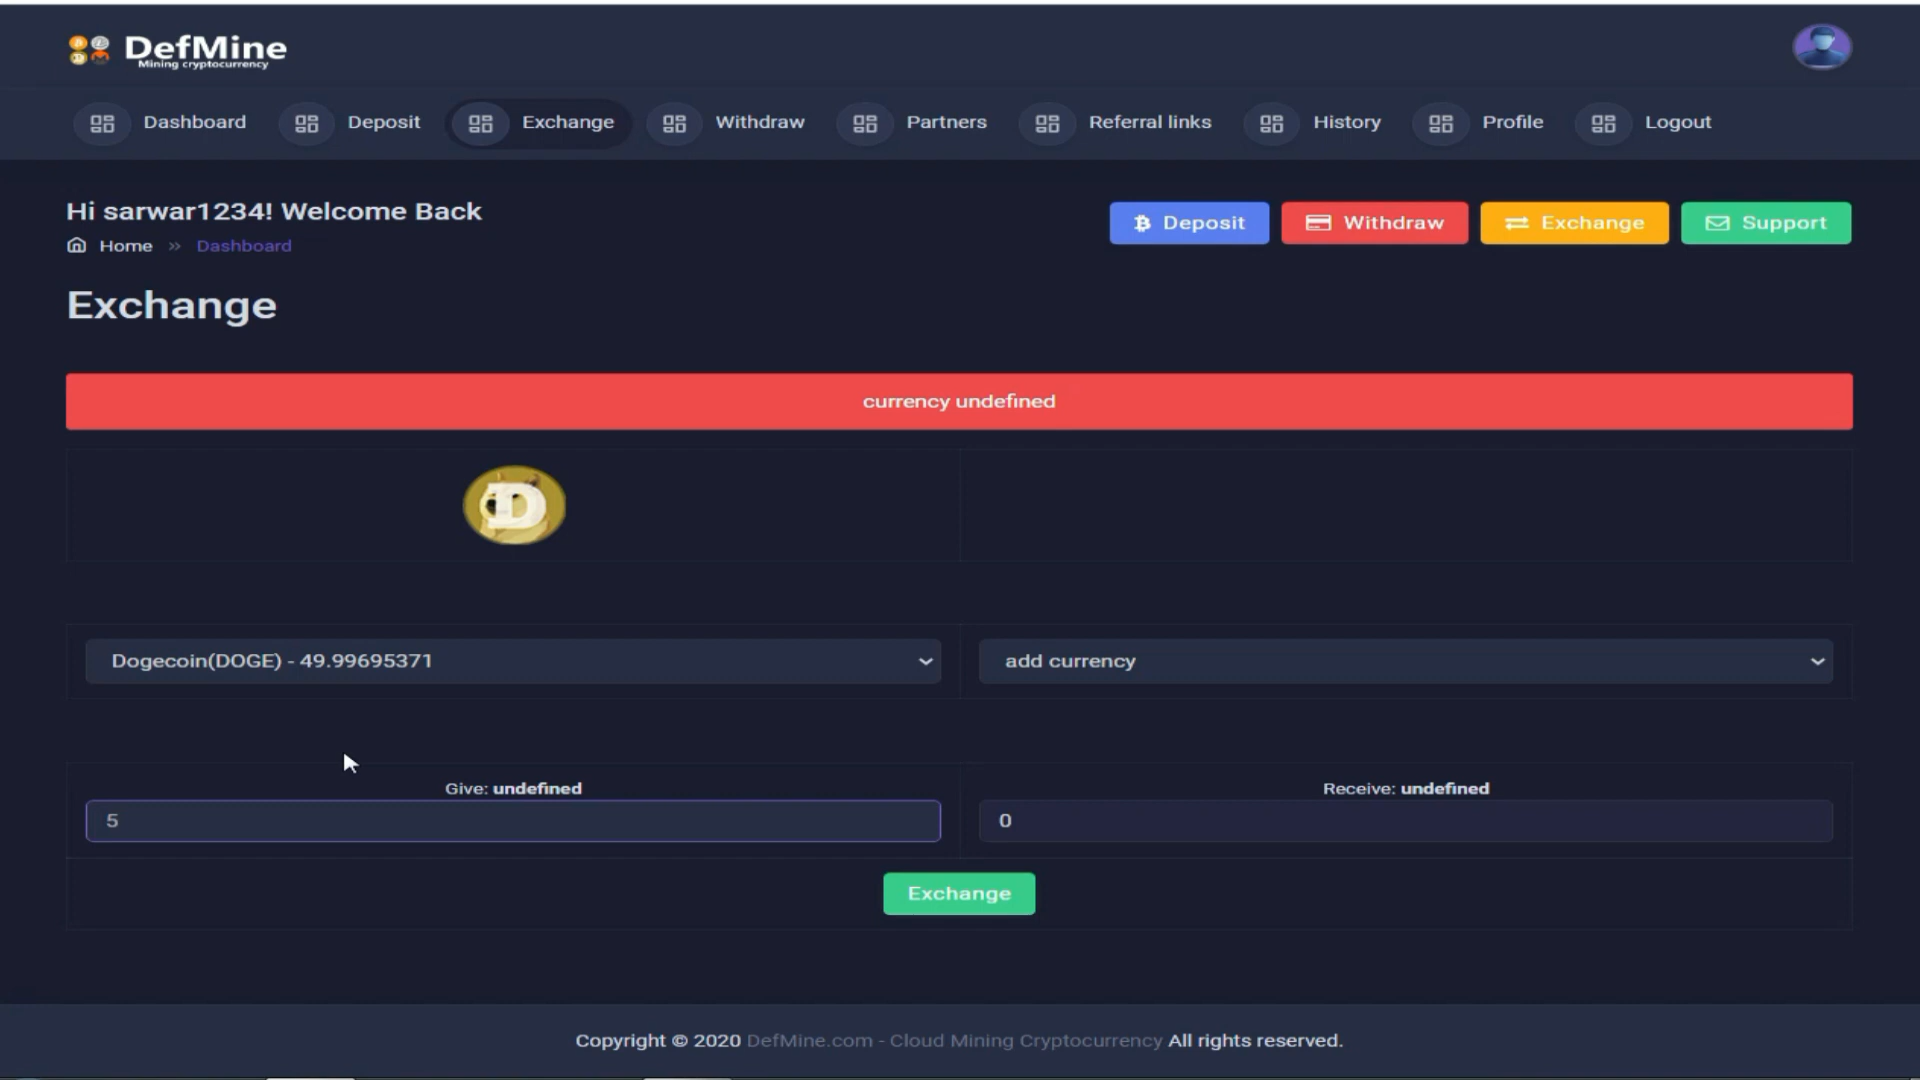 DefMine
Mining cryptocurrency
Dashboard
Deposit
Exchange
Withdraw
Partners
Referral links
History
Profile
Logout
Hi sarwar1234! Welcome Back
Home » Dashboard
Deposit
Withdraw
Exchange
Support
Exchange
currency undefined
Dogecoin(DOGE) - 49.99695371
add currency
Give: undefined
5
Receive: undefined
0
Exchange
Copyright © 2020 DefMine.com - Cloud Mining Cryptocurrency All rights reserved.